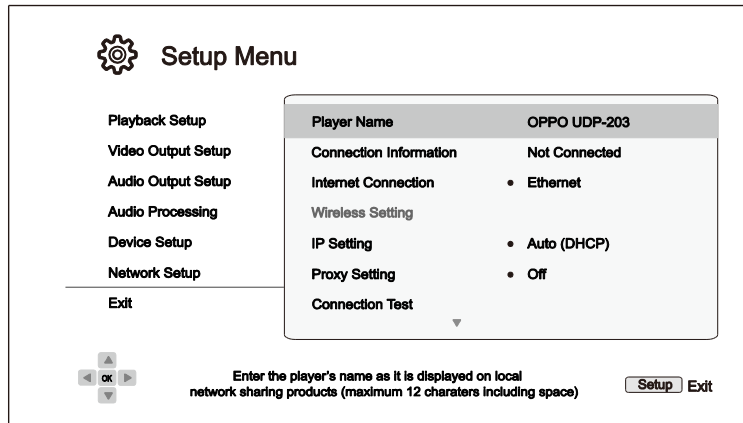 Setup Menu
Playback Setup
Video Output Setup
Audio Output Setup
Audio Processing
Device Setup
Network Setup
Exit
Player Name OPPO UDP-203
Connection Information Not Connected
Internet Connection • Ethernet
Wireless Setting
IP Setting • Auto (DHCP)
Proxy Setting • Off
Connection Test
OK
Enter the player's name as it is displayed on local
network sharing products (maximum 12 charaters including space)
Setup Exit